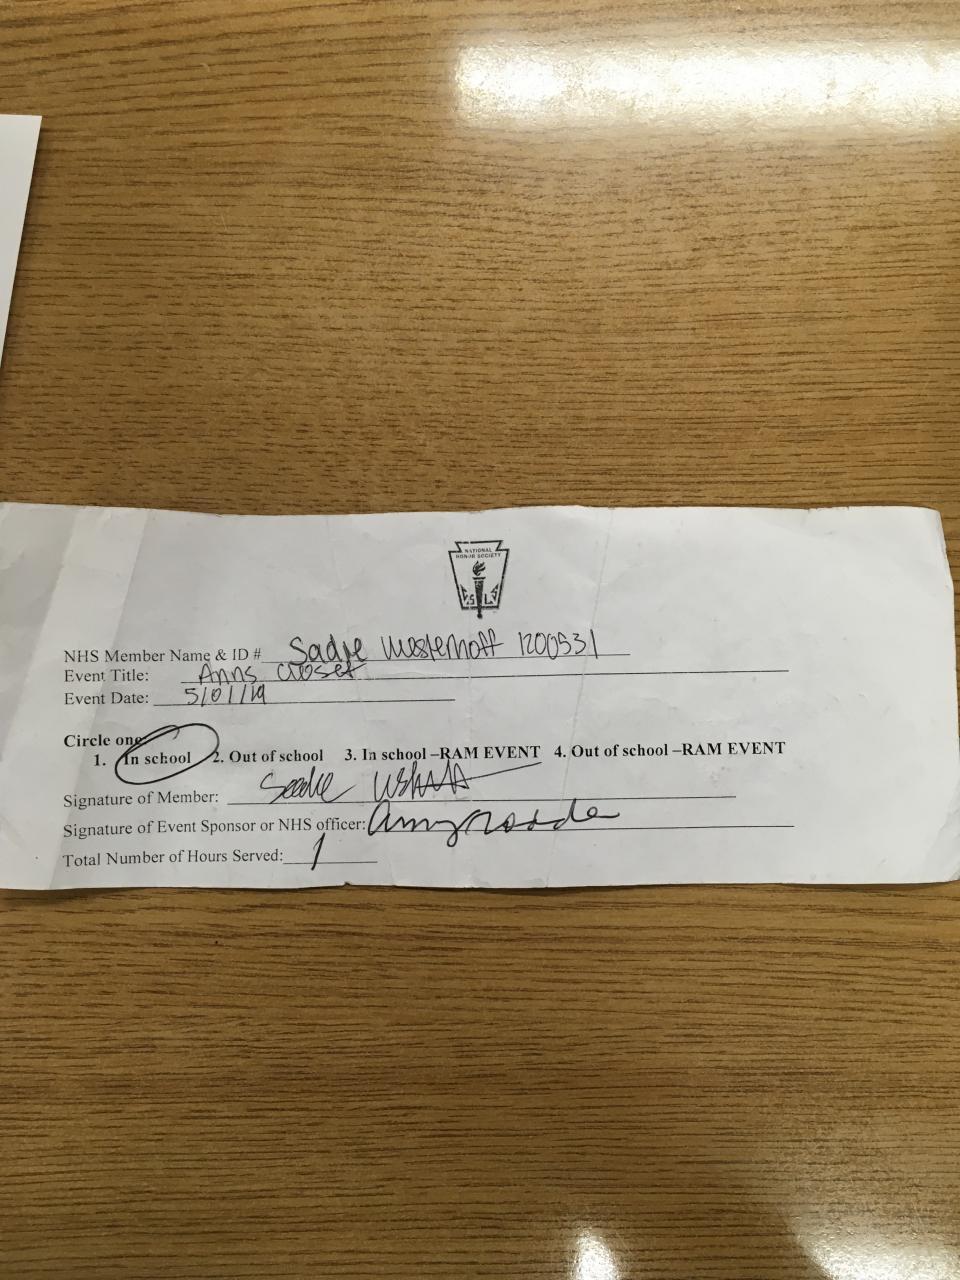 NATIONAL
HONOR SOCIETY
NHS Member Name & ID # Sadie Westerhoff 1200531
Event Title: Anns Closet
Event Date: 5/01/19
Circle one
1. In school 2. Out of school 3. In school –RAM EVENT 4. Out of school –RAM EVENT
Signature of Member: Sadie
Signature of Event Sponsor or NHS officer: Amy
Total Number of Hours Served: 1